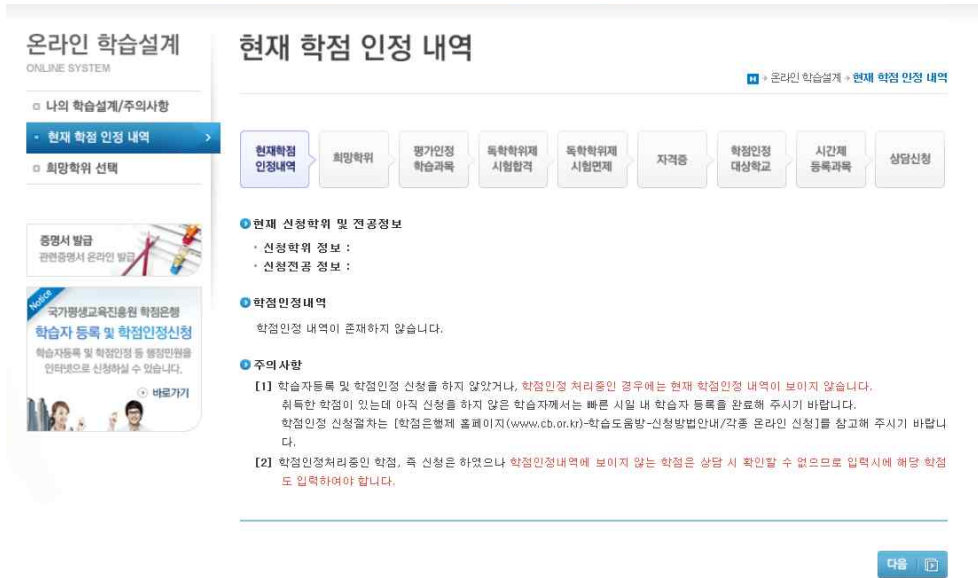 온라인 학습설계
ONLINE SYSTEM
나의 학습설계/주의사항
현재 학점 인정 내역
희망학위 선택
증명서 발급
관련증명서 온라인 발급
Notice
국가평생교육진흥원 학점은행
학습자 등록 및 학점인정신청
학습자등록 및 학점인정 등 행정민원을
인터넷으로 신청하실 수 있습니다.
바로가기
현재 학점 인정 내역
H 온라인 학습설계 현재 학점 인정 내역
현재학점
인정내역
희망학위
평가인정
학습과목
독학학위제
시험합격
독학학위제
시험면제
자격증
학점인정
대상학교
시간제
등록과목
상담신청
현재 신청학위 및 전공정보
· 신청학위 정보 :
· 신청전공 정보 :
학점인정내역
학점인정 내역이 존재하지 않습니다.
주의사항
[1] 학습자등록 및 학점인정 신청을 하지 않았거나, 학점인정 처리중인 경우에는 현재 학점인정 내역이 보이지 않습니다.
취득한 학점이 있는데 아직 신청을 하지 않은 학습자께서는 빠른 시일 내 학습자 등록을 완료해 주시기 바랍니다.
학점인정 신청절차는 [학점은행제 홈페이지(www.cb.or.kr)-학습도움방-신청방법안내/각종 온라인 신청]를 참고해 주시기 바랍니
다.
[2] 학점인정처리중인 학점, 즉 신청은 하였으나 학점인정내역에 보이지 않는 학점은 상담 시 확인할 수 없으므로 입력시에 해당 학점
도 입력하여야 합니다.
다음